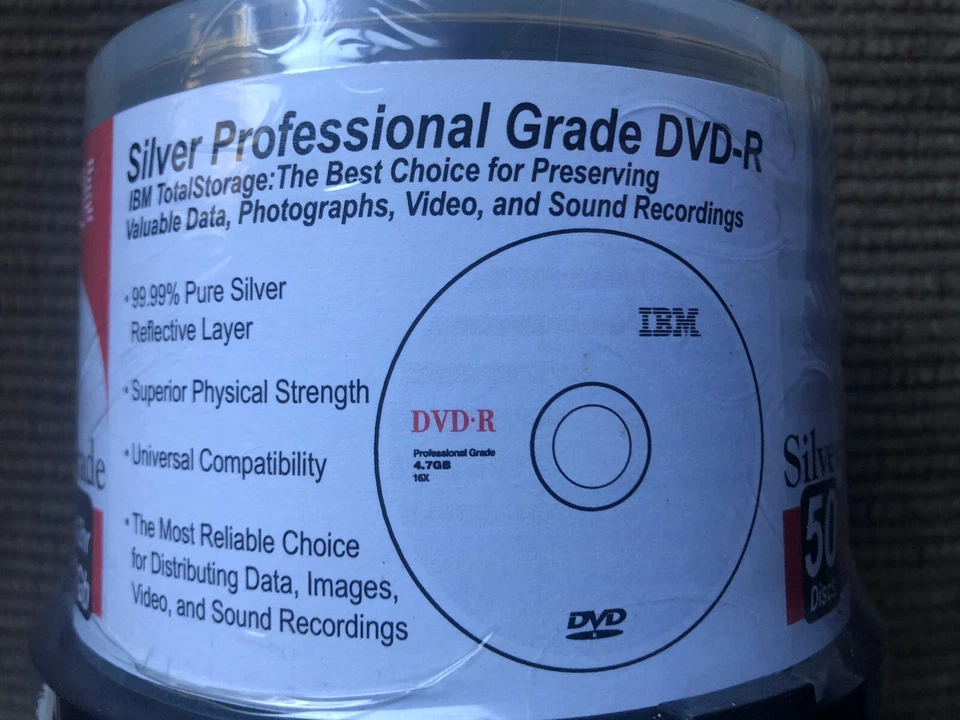 Silver Professional Grade DVD-R
IBM TotalStorage:The Best Choice for Preserving
Valuable Data, Photographs, Video, and Sound Recordings
• 99.99% Pure Silver
Reflective Layer
• Superior Physical Strength
• Universal Compatibility
• The Most Reliable Choice
for Distributing Data, Images,
Video, and Sound Recordings
IBM
DVD·R
Professional Grade
4.7GB
16X
DVD
ade
Silve
50
Discs